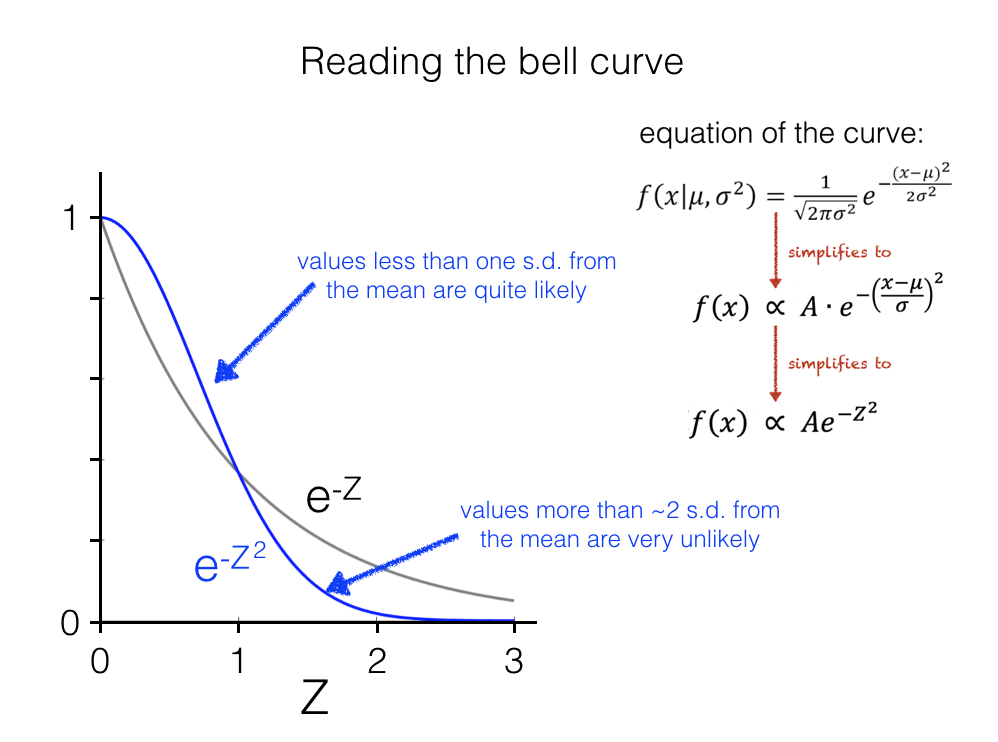 Reading the bell curve
equation of the curve:
f(x|μ, σ²) = 1/√(2πσ²) e^(-(x−μ)²/2σ²)
simplifies to
f(x) ∝ A · e^(-((x−μ)/σ)²)
simplifies to
f(x) ∝ Ae^(-Z²)
1
values less than one s.d. from
the mean are quite likely
e^-Z
values more than ~2 s.d. from
the mean are very unlikely
e^-Z²
0
0 1 2 3
Z